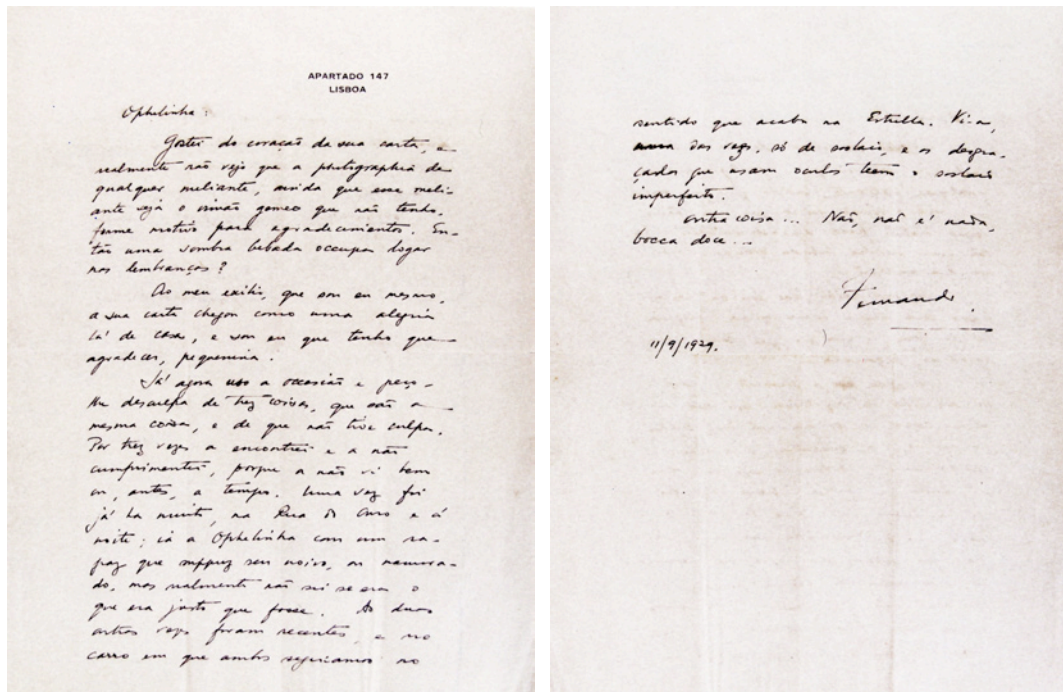 APARTADO 147
LISBOA
Ophelinha:
Gostei do coração da sua carta, e
realmente não vejo que a photographia de
qualquer meliante, ainda que esse meli-
ante seja o irmão gemeo que não tenho,
forme motivo para agradecimentos. En-
tão uma sombra bebada occupa logar
nas lembranças?
Ao meu exilio, que sou eu mesmo,
a sua carta chegou como uma alegria
lá de casa, e sou eu que tenho que
agradecer, pequenina.
Já agora uso a occasião e peço-
lhe desculpa de trez coisas, que são a
mesma coisa, e de que não tive culpa.
Por trez vezes a encontrei e a não
cumprimentei, porque a não vi bem
ou, antes, a tempo. Uma vez foi
já ha muito, na Rua do Ouro e á
noite; ia a Ophelinha com um ra-
paz que suppuz seu noivo, ou namora-
do, mas realmente não sei se era o
que era justo que fosse. As duas
outras vezes foram recentes, e no
carro em que ambos seguiamos no
sentido que acaba na Estrella. Vi-a,
uma das vezes, só de soslaio, e os desgra-
çados que usam oculos teem o soslaio
imperfeito.
Outra coisa... Não, não é nada,
bocca doce...
Fernando
11/9/1929.